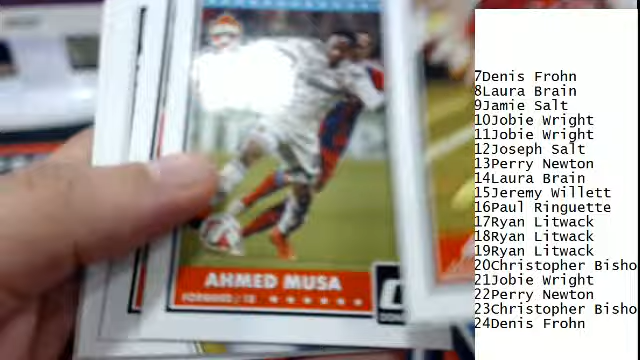 AHMED MUSA
FORWARD / 18
7Denis Frohn
8Laura Brain
9Jamie Salt
10Jobie Wright
11Jobie Wright
12Joseph Salt
13Perry Newton
14Laura Brain
15Jeremy Willett
16Paul Ringuette
17Ryan Litwack
18Ryan Litwack
19Ryan Litwack
20Christopher Bisho
21Jobie Wright
22Perry Newton
23Christopher Bisho
24Denis Frohn